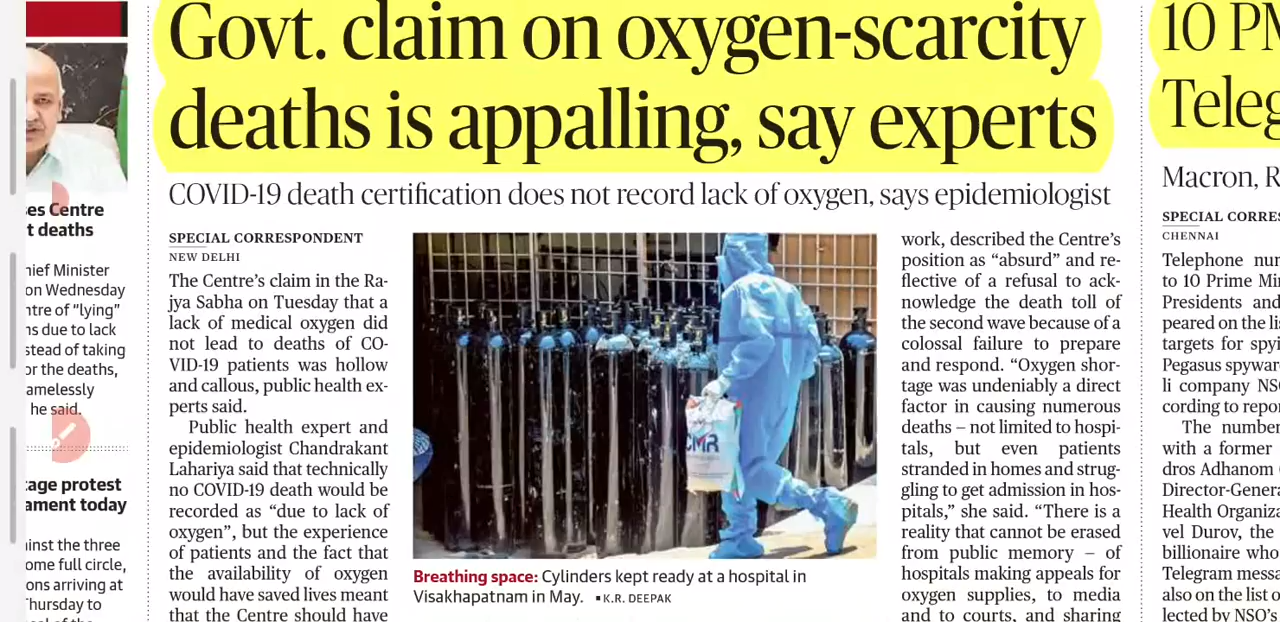 ses Centre
t deaths
hief Minister
on Wednesday
ntre of “lying”
ns due to lack
stead of taking
or the deaths,
amelessly
he said.
tage protest
ament today
ainst the three
ome full circle,
ons arriving at
Thursday to
Govt. claim on oxygen-scarcity
deaths is appalling, say experts
COVID-19 death certification does not record lack of oxygen, says epidemiologist
SPECIAL CORRESPONDENT
NEW DELHI
The Centre’s claim in the Ra-
jya Sabha on Tuesday that a
lack of medical oxygen did
not lead to deaths of CO-
VID-19 patients was hollow
and callous, public health ex-
perts said.
Public health expert and
epidemiologist Chandrakant
Lahariya said that technically
no COVID-19 death would be
recorded as “due to lack of
oxygen”, but the experience
of patients and the fact that
the availability of oxygen
would have saved lives meant
that the Centre should have
CMR
Breathing space: Cylinders kept ready at a hospital in
Visakhapatnam in May. ▪ K.R. DEEPAK
work, described the Centre’s
position as “absurd” and re-
flective of a refusal to ack-
nowledge the death toll of
the second wave because of a
colossal failure to prepare
and respond. “Oxygen shor-
tage was undeniably a direct
factor in causing numerous
deaths – not limited to hospi-
tals, but even patients
stranded in homes and strug-
gling to get admission in hos-
pitals,” she said. “There is a
reality that cannot be erased
from public memory – of
hospitals making appeals for
oxygen supplies, to media
and to courts, and sharing
10 PM
Teleg
Macron, R
SPECIAL CORRES
CHENNAI
Telephone nur
to 10 Prime Mi
Presidents and
peared on the li
targets for spyi
Pegasus spywar
li company NSO
cording to repor
The number
with a former
dros Adhanom
Director-Genera
Health Organiza
vel Durov, the
billionaire who
Telegram messa
also on the list o
lected by NSO’s